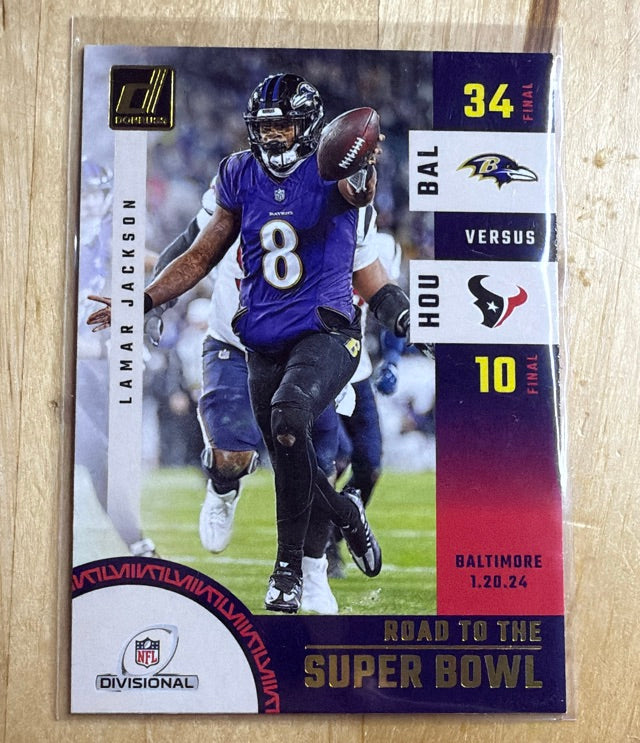 DONRUSS
LAMAR JACKSON
34 FINAL
BAL
VERSUS
HOU
10 FINAL
BALTIMORE
1.20.24
RAVENS
8
B
NFL
DIVISIONAL
ROAD TO THE
SUPER BOWL